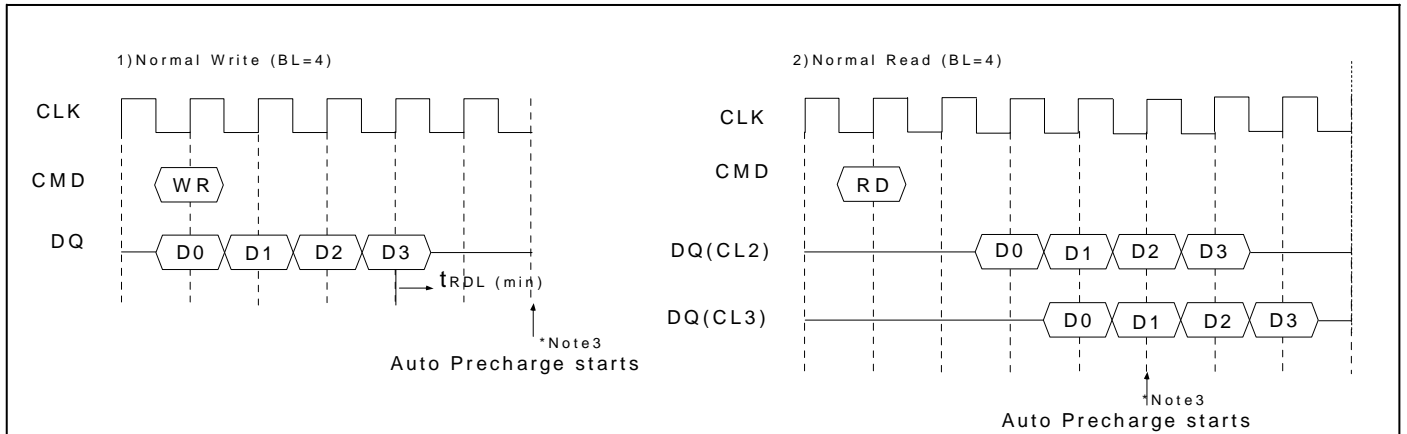 1)Normal Write (BL=4)
CLK
CMD
WR
DQ
D0 D1 D2 D3
tRDL (min)
*Note3
Auto Precharge starts
2)Normal Read (BL=4)
CLK
CMD
RD
DQ(CL2)
D0 D1 D2 D3
DQ(CL3)
D0 D1 D2 D3
*Note3
Auto Precharge starts